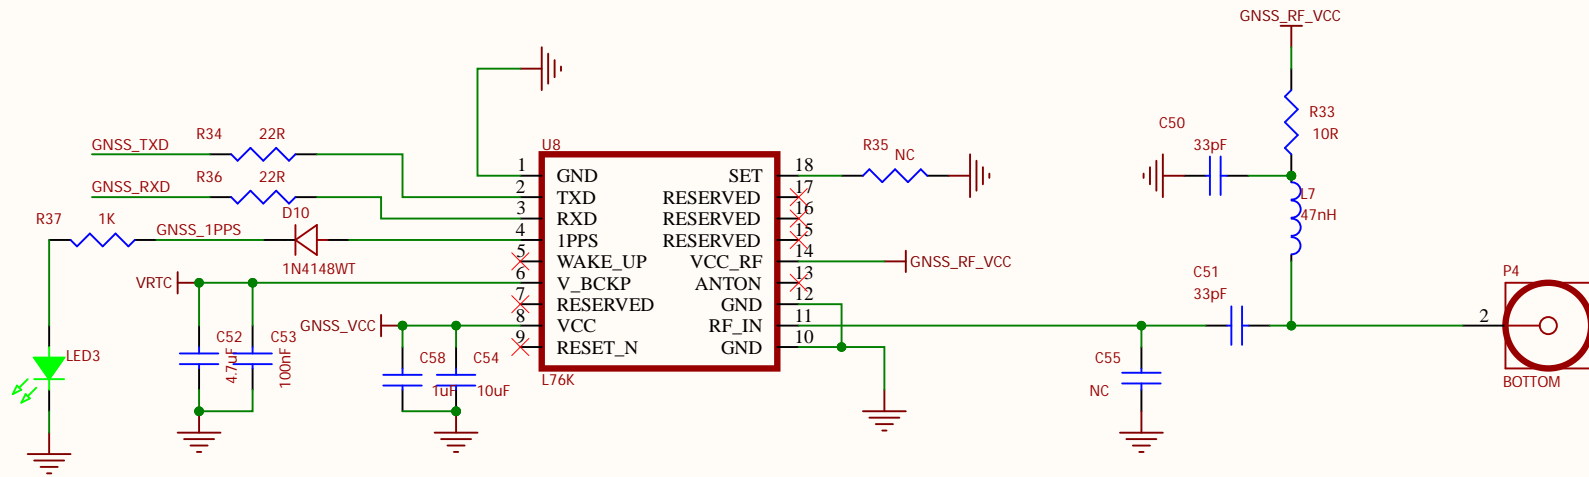 GNSS_RF_VCC
R33
10R
C50
33pF
L7
47nH
GNSS_TXD
R34
22R
GNSS_RXD
R36
22R
R37
1K
GNSS_1PPS
D10
1N4148WT
VRTC
C52
4.7uF
C53
100nF
GNSS_VCC
C58
1uF
C54
10uF
LED3
U8
1
GND
2
TXD
3
RXD
4
1PPS
5
WAKE_UP
6
V_BCKP
7
RESERVED
8
VCC
9
RESET_N
18
SET
17
RESERVED
16
RESERVED
15
RESERVED
14
VCC_RF
13
ANTON
12
GND
11
RF_IN
10
GND
L76K
R35
NC
GNSS_RF_VCC
C51
33pF
C55
NC
P4
2
BOTTOM